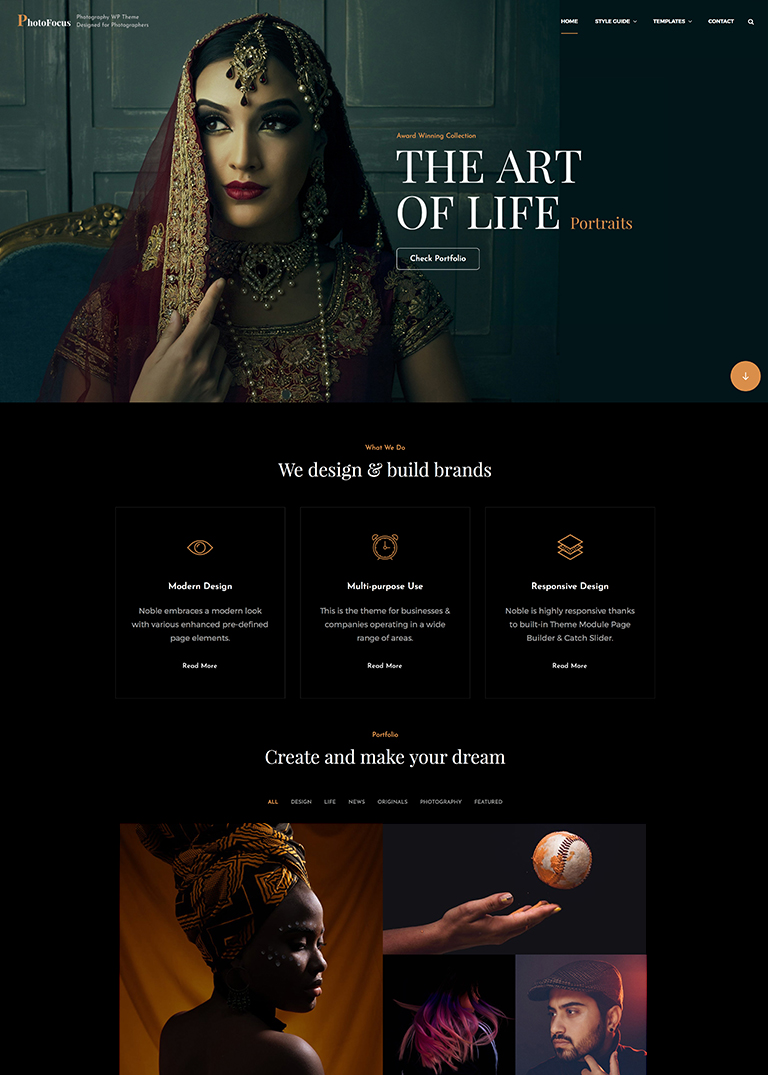 PhotoFocus
Photography WP Theme
Designed for Photographers
HOME STYLE GUIDE TEMPLATES CONTACT
Award Winning Collection
THE ART
OF LIFE Portraits
Check Portfolio
What We Do
We design & build brands
Modern Design
Noble embraces a modern look
with various enhanced pre-defined
page elements.
Read More
Multi-purpose Use
This is the theme for businesses &
companies operating in a wide
range of areas.
Read More
Responsive Design
Noble is highly responsive thanks
to built-in Theme Module Page
Builder & Catch Slider.
Read More
Portfolio
Create and make your dream
ALL DESIGN LIFE NEWS ORIGINALS PHOTOGRAPHY FEATURED